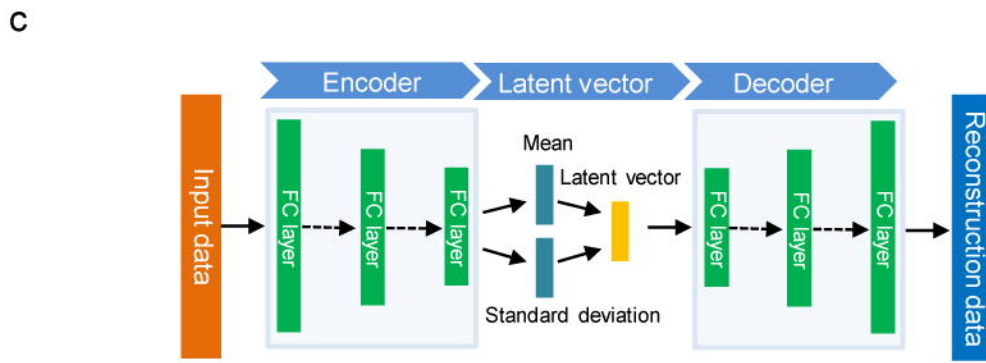 C
Encoder
Latent vector
Decoder
Input data
FC layer
FC layer
FC layer
Mean
Latent vector
Standard deviation
FC layer
FC layer
FC layer
Reconstruction data